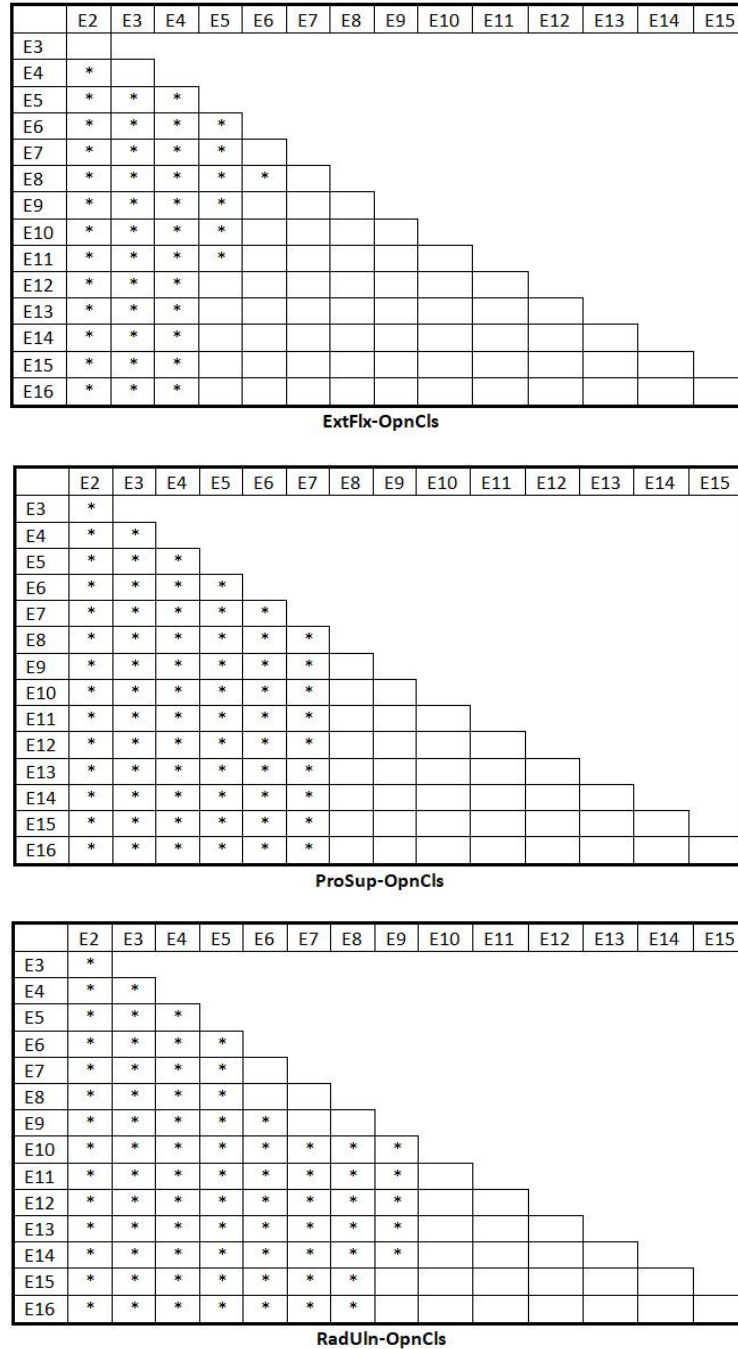 E2 E3 E4 E5 E6 E7 E8 E9 E10 E11 E12 E13 E14 E15
E3
E4 *
E5 * * *
E6 * * * *
E7 * * * *
E8 * * * * *
E9 * * * *
E10 * * * *
E11 * * * *
E12 * * *
E13 * * *
E14 * * *
E15 * * *
E16 * * *
ExtFlx-OpnCls
E2 E3 E4 E5 E6 E7 E8 E9 E10 E11 E12 E13 E14 E15
E3 *
E4 * *
E5 * * *
E6 * * * *
E7 * * * * *
E8 * * * * * *
E9 * * * * * *
E10 * * * * * *
E11 * * * * * *
E12 * * * * * *
E13 * * * * * *
E14 * * * * * *
E15 * * * * * *
E16 * * * * * *
ProSup-OpnCls
E2 E3 E4 E5 E6 E7 E8 E9 E10 E11 E12 E13 E14 E15
E3 *
E4 * *
E5 * * *
E6 * * * *
E7 * * * *
E8 * * * *
E9 * * * * *
E10 * * * * * * * *
E11 * * * * * * * *
E12 * * * * * * * *
E13 * * * * * * * *
E14 * * * * * * * *
E15 * * * * * * *
E16 * * * * * * *
RadUln-OpnCls